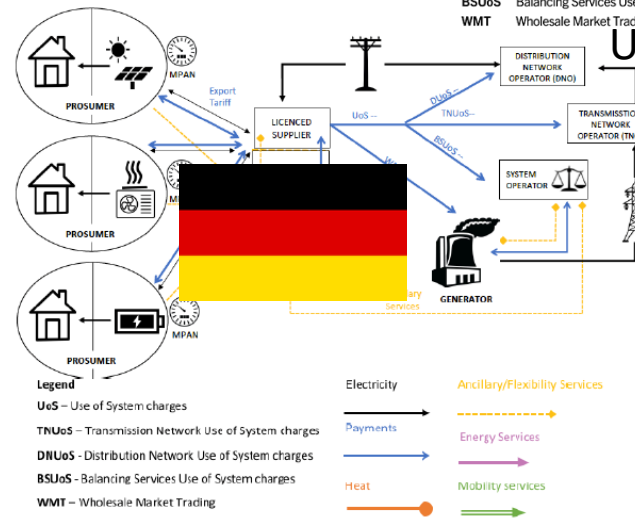 BSUoS Balancing Services Use
WMT Wholesale Market Trad
U
MPAN
PROSUMER
Export
Tariff
LICENCED
SUPPLIER
UoS --
DUoS --
TNUoS--
BSUoS --
DISTRIBUTION
NETWORK
OPERATOR (DNO)
TRANSMISSION
NETWORK
OPERATOR (TNO
SYSTEM
OPERATOR
PROSUMER
GENERATOR
Services
MPAN
PROSUMER
Legend
UoS – Use of System charges
TNUoS – Transmission Network Use of System charges
DNUoS - Distribution Network Use of System charges
BSUoS - Balancing Services Use of System charges
WMT – Wholesale Market Trading
Electricity
Payments
Heat
Ancillary/Flexibility Services
Energy Services
Mobility services